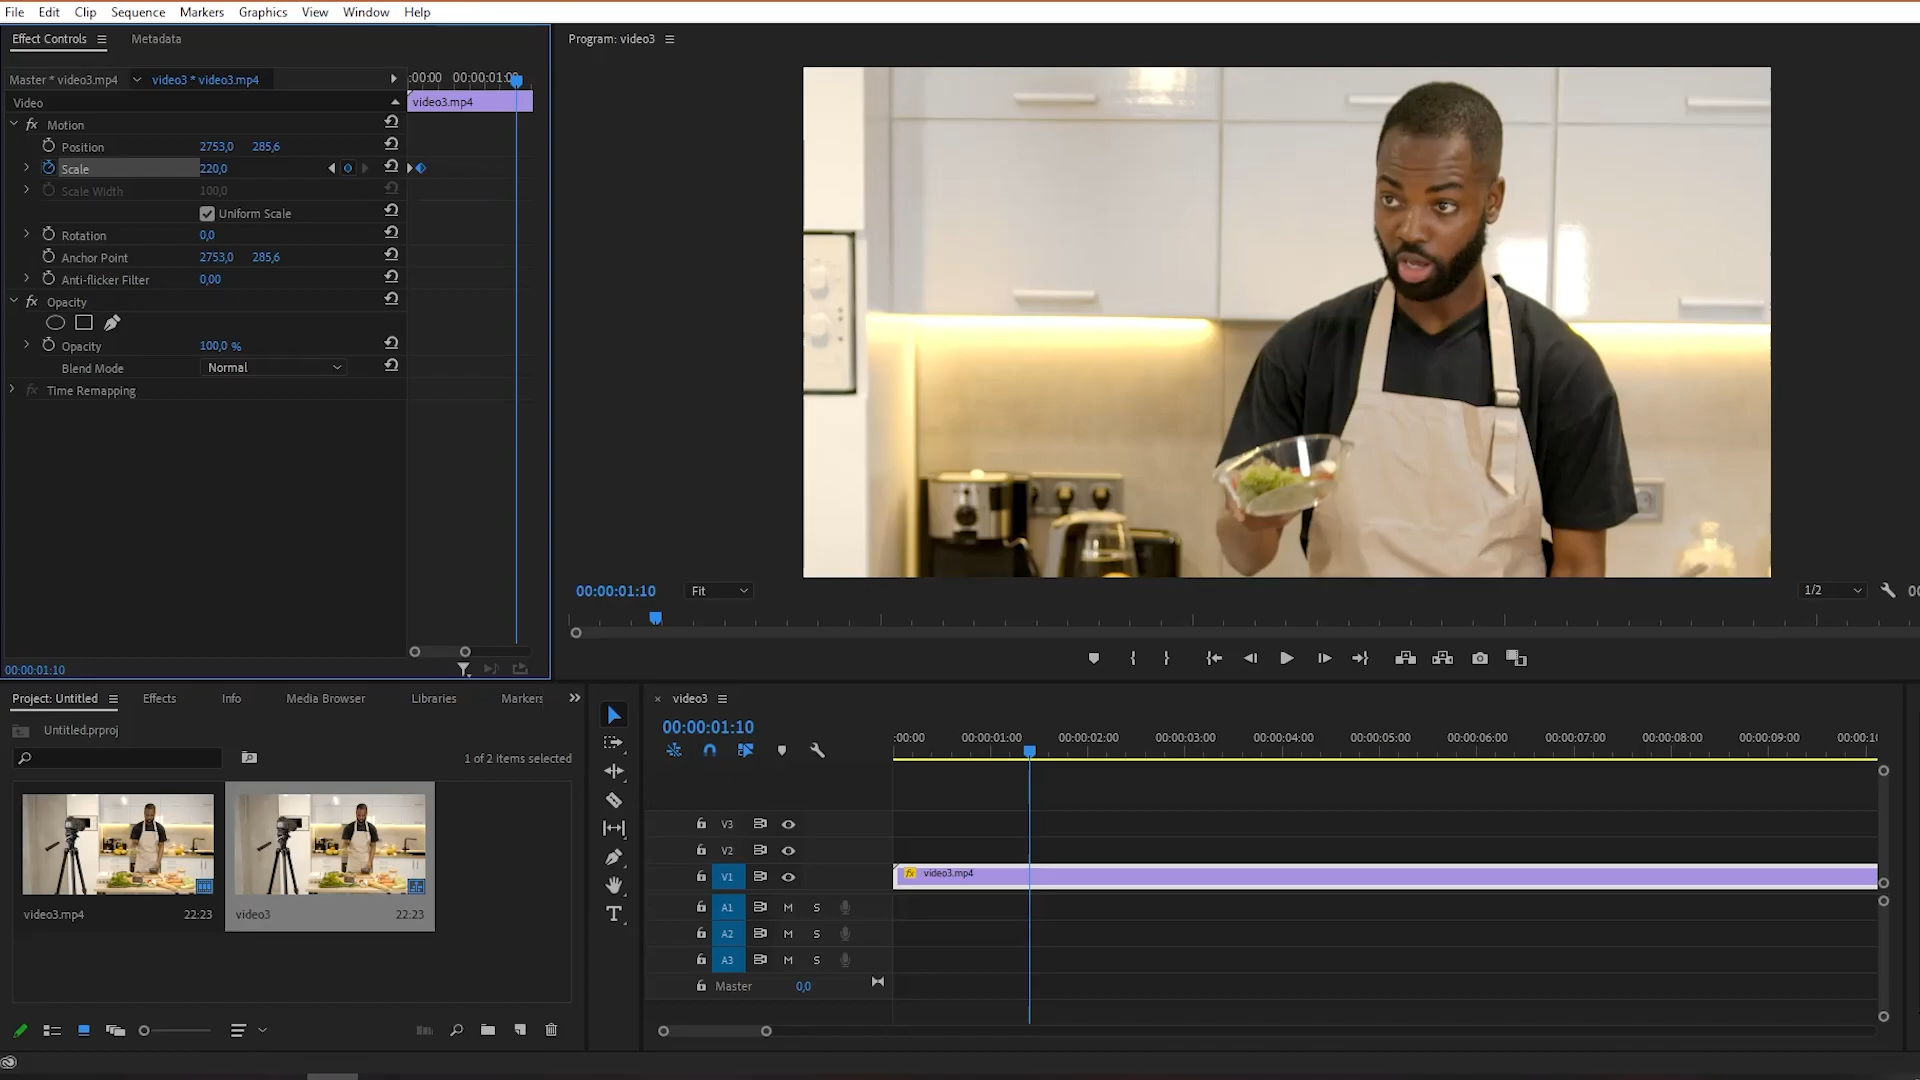 File Edit Clip Sequence Markers Graphics View Window Help
Effect Controls Metadata
Program: video3
Master * video3.mp4 video3 * video3.mp4
:00:00 00:00:01:00
Video
video3.mp4
Motion
Position 2753,0 285,6
Scale 220,0
Scale Width 100,0
Uniform Scale
Rotation 0,0
Anchor Point 2753,0 285,6
Anti-flicker Filter 0,00
fx Opacity
Opacity 100,0 %
Blend Mode Normal
fx Time Remapping
00:00:01:10 Fit 1/2
00:00:01:10
Project: Untitled Effects Info Media Browser Libraries Markers
Untitled.prproj
1 of 2 items selected
video3.mp4 22:23
video3 22:23
× video3
00:00:01:10
:00:00 00:00:01:00 00:00:02:00 00:00:03:00 00:00:04:00 00:00:05:00 00:00:06:00 00:00:07:00 00:00:08:00 00:00:09:00 00:00:10
V3
V2
V1 fx video3.mp4
A1 M S
A2 M S
A3 M S
Master 0,0